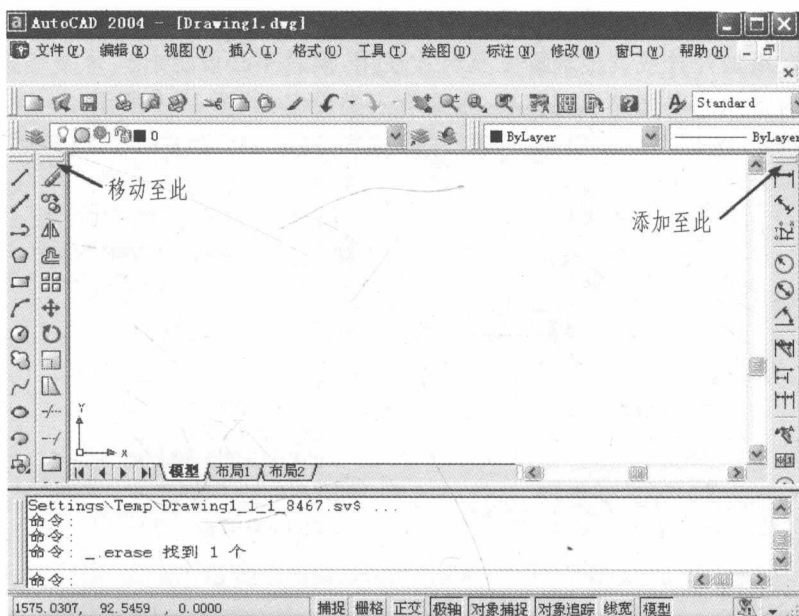 AutoCAD 2004 - [Drawing1.dwg]
文件(F) 编辑(E) 视图(V) 插入(I) 格式(O) 工具(T) 绘图(D) 标注(N) 修改(M) 窗口(W) 帮助(H)
Standard
0 ByLayer ByLayer
移动至此
添加至此
Y
X
模型 布局1 布局2
Settings\Temp\Drawing1_1_1_8467.sv$ ...
命令:
命令:
命令: _.erase 找到 1 个
命令:
1575.0307, 92.5459 , 0.0000 捕捉 栅格 正交 极轴 对象捕捉 对象追踪 线宽 模型